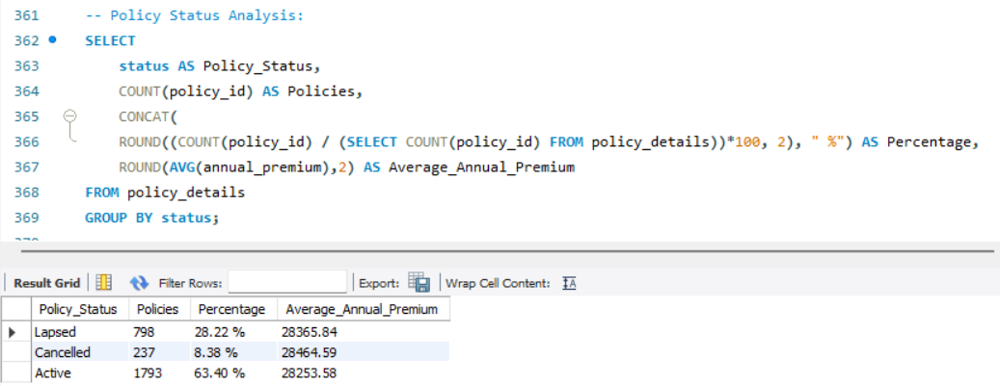 361 -- Policy Status Analysis:
362 SELECT
363 status AS Policy_Status,
364 COUNT(policy_id) AS Policies,
365 CONCAT(
366 ROUND((COUNT(policy_id) / (SELECT COUNT(policy_id) FROM policy_details))*100, 2), " %") AS Percentage,
367 ROUND(AVG(annual_premium),2) AS Average_Annual_Premium
368 FROM policy_details
369 GROUP BY status;
Result Grid Filter Rows: Export: Wrap Cell Content: IA
Policy_Status Policies Percentage Average_Annual_Premium
Lapsed 798 28.22 % 28365.84
Cancelled 237 8.38 % 28464.59
Active 1793 63.40 % 28253.58